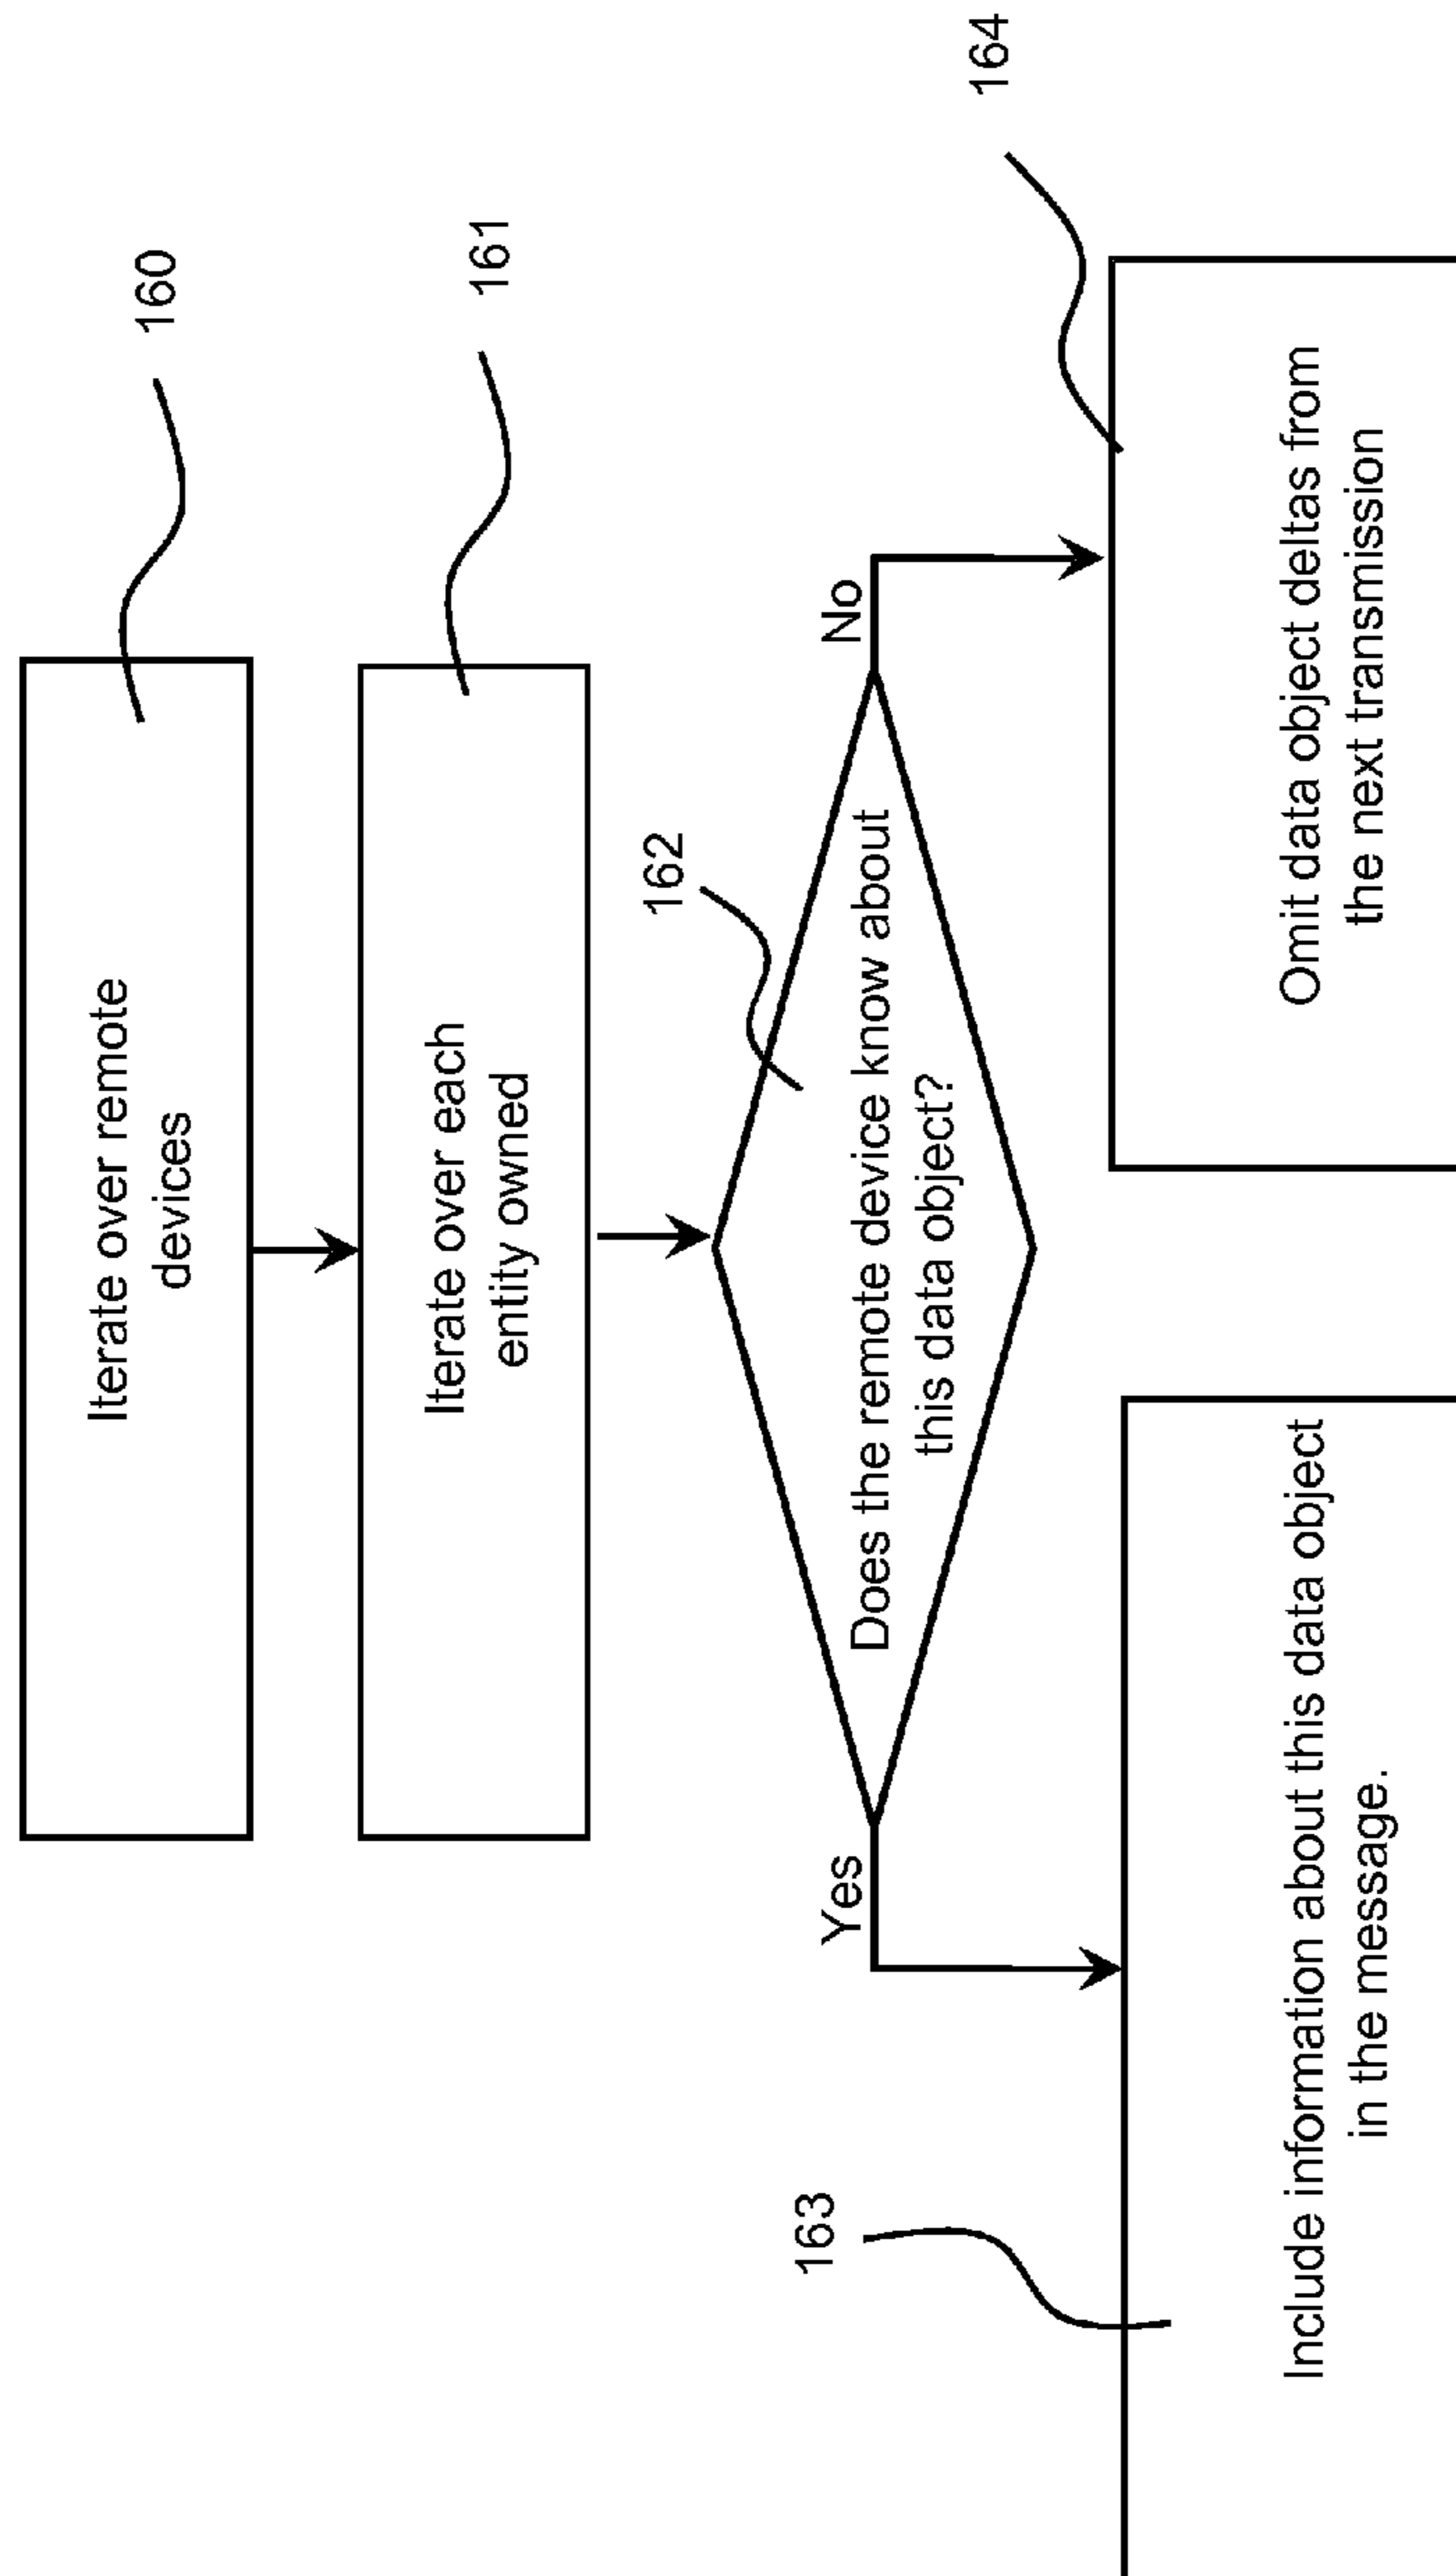 Iterate over remote
devices
160
Iterate over each
entity owned
161
162
Does the remote device know about
this data object?
Yes
No
163
Include information about this data object
in the message.
164
Omit data object deltas from
the next transmission